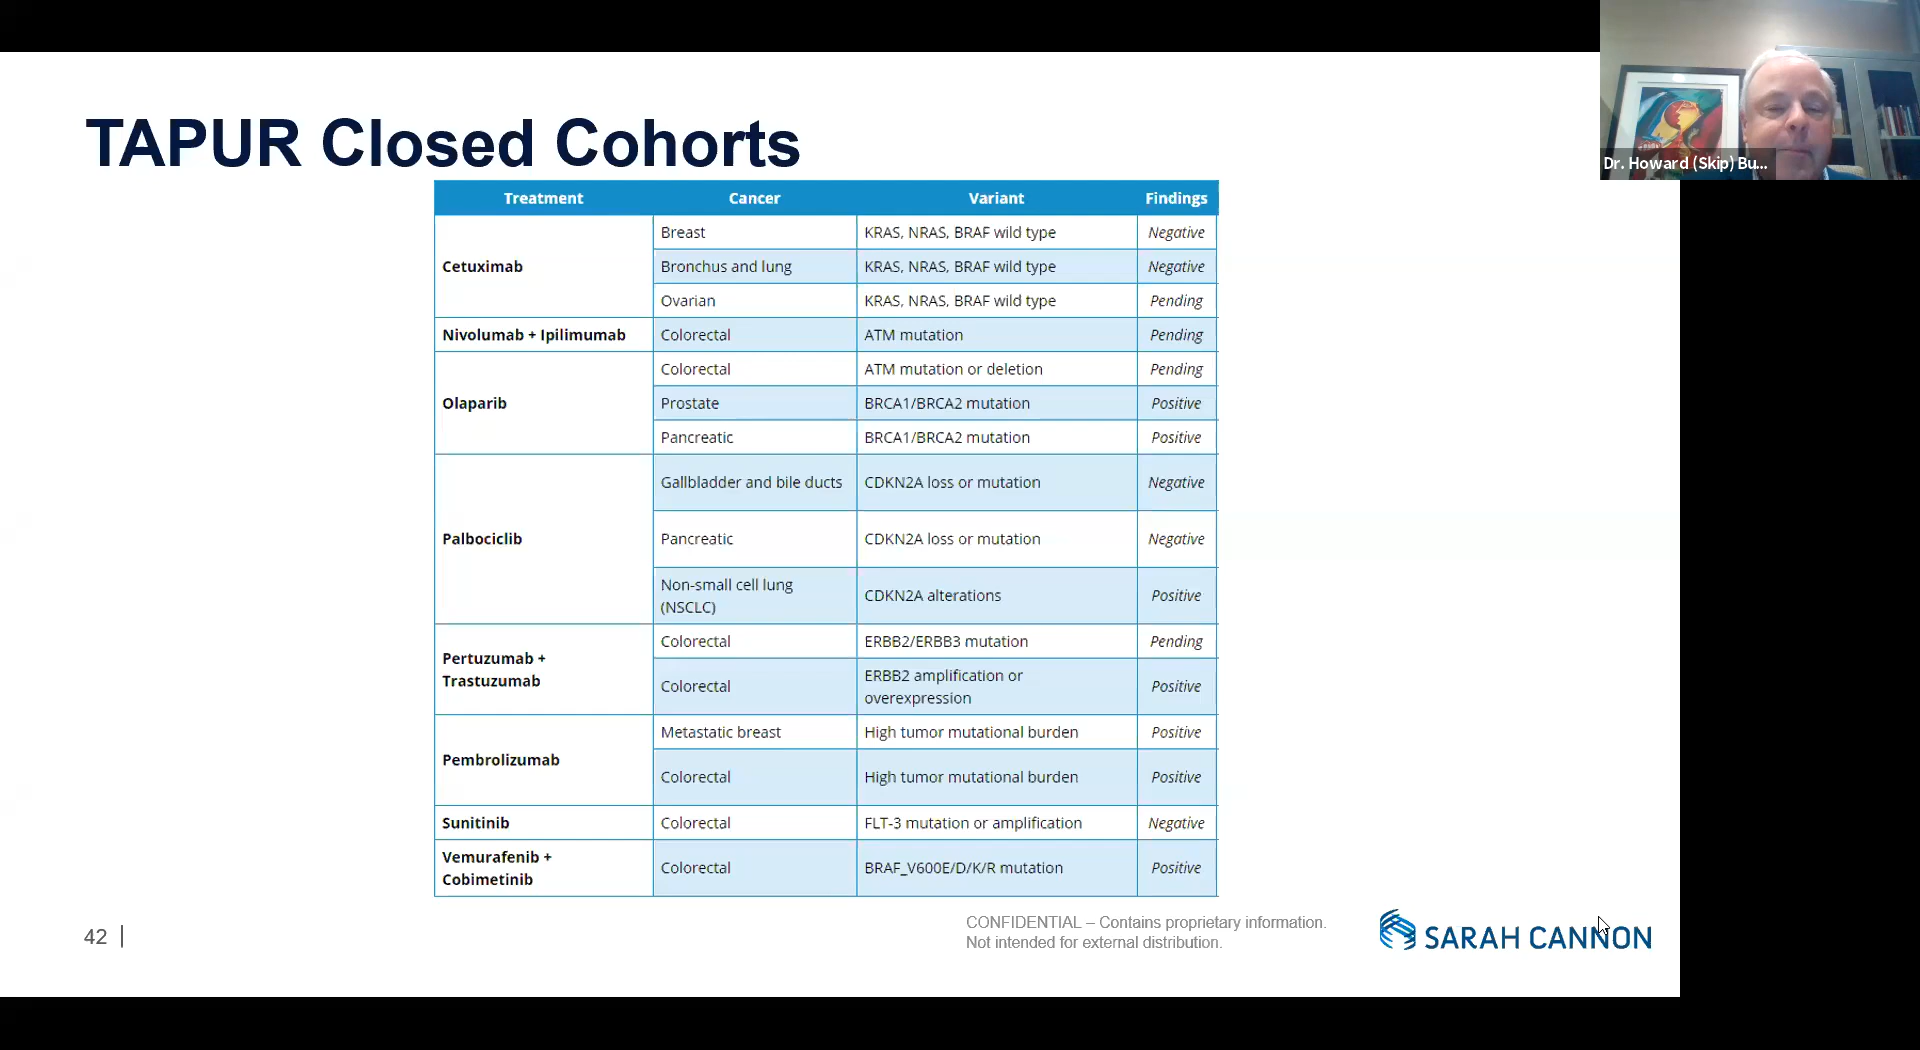 Dr. Howard (Skip) Bu...
TAPUR Closed Cohorts
Treatment Cancer Variant Findings
Cetuximab
Breast KRAS, NRAS, BRAF wild type Negative
Bronchus and lung KRAS, NRAS, BRAF wild type Negative
Ovarian KRAS, NRAS, BRAF wild type Pending
Nivolumab + Ipilimumab Colorectal ATM mutation Pending
Olaparib
Colorectal ATM mutation or deletion Pending
Prostate BRCA1/BRCA2 mutation Positive
Pancreatic BRCA1/BRCA2 mutation Positive
Palbociclib
Gallbladder and bile ducts CDKN2A loss or mutation Negative
Pancreatic CDKN2A loss or mutation Negative
Non-small cell lung
(NSCLC) CDKN2A alterations Positive
Pertuzumab +
Trastuzumab
Colorectal ERBB2/ERBB3 mutation Pending
Colorectal ERBB2 amplification or
overexpression Positive
Pembrolizumab
Metastatic breast High tumor mutational burden Positive
Colorectal High tumor mutational burden Positive
Sunitinib Colorectal FLT-3 mutation or amplification Negative
Vemurafenib +
Cobimetinib Colorectal BRAF_V600E/D/K/R mutation Positive
42
CONFIDENTIAL – Contains proprietary information.
Not intended for external distribution.
SARAH CANNON